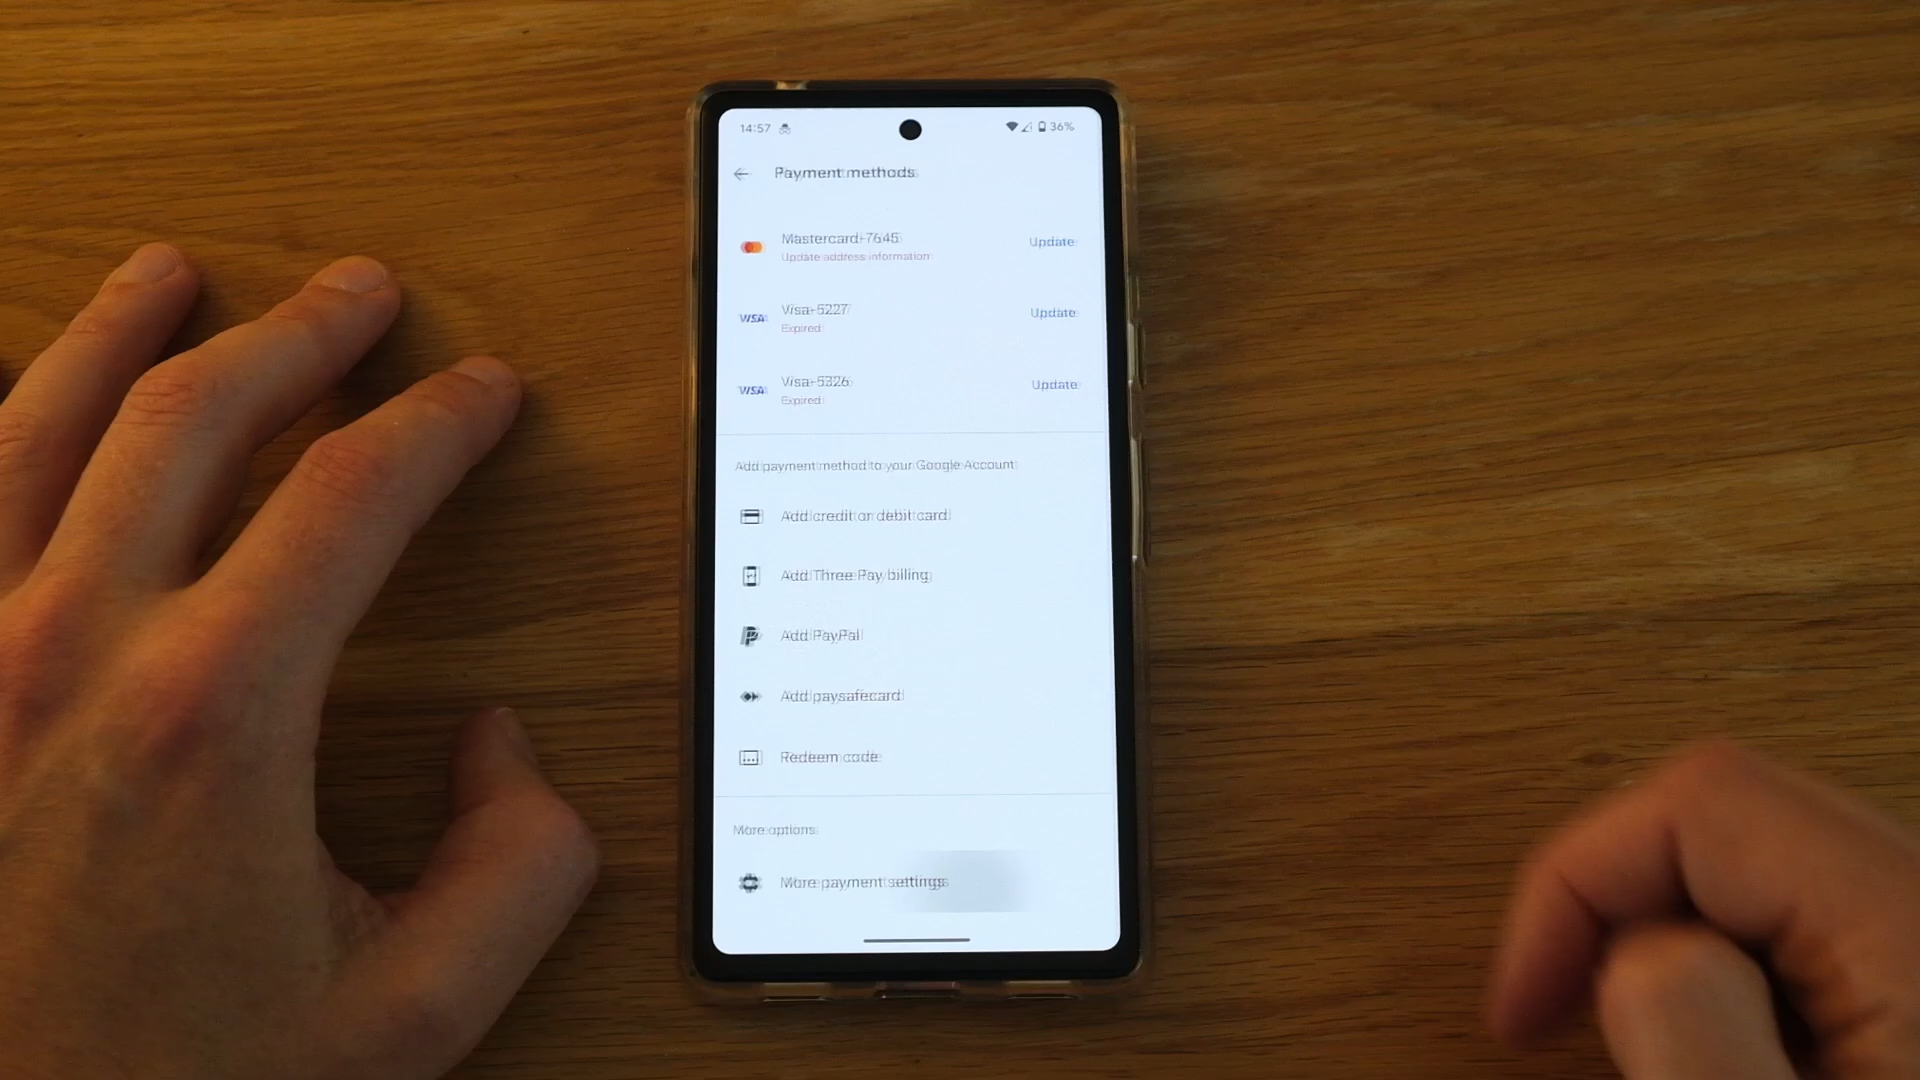 14:57
36%
Payment methods
Mastercard-7645
Update
Update address information
VISA
Visa-5227
Update
Expired
VISA
Visa-5326
Update
Expired
Add payment method to your Google Account
Add credit or debit card
Add Three Pay billing
Add PayPal
Add paysafecard
Redeem code
More options
More payment settings